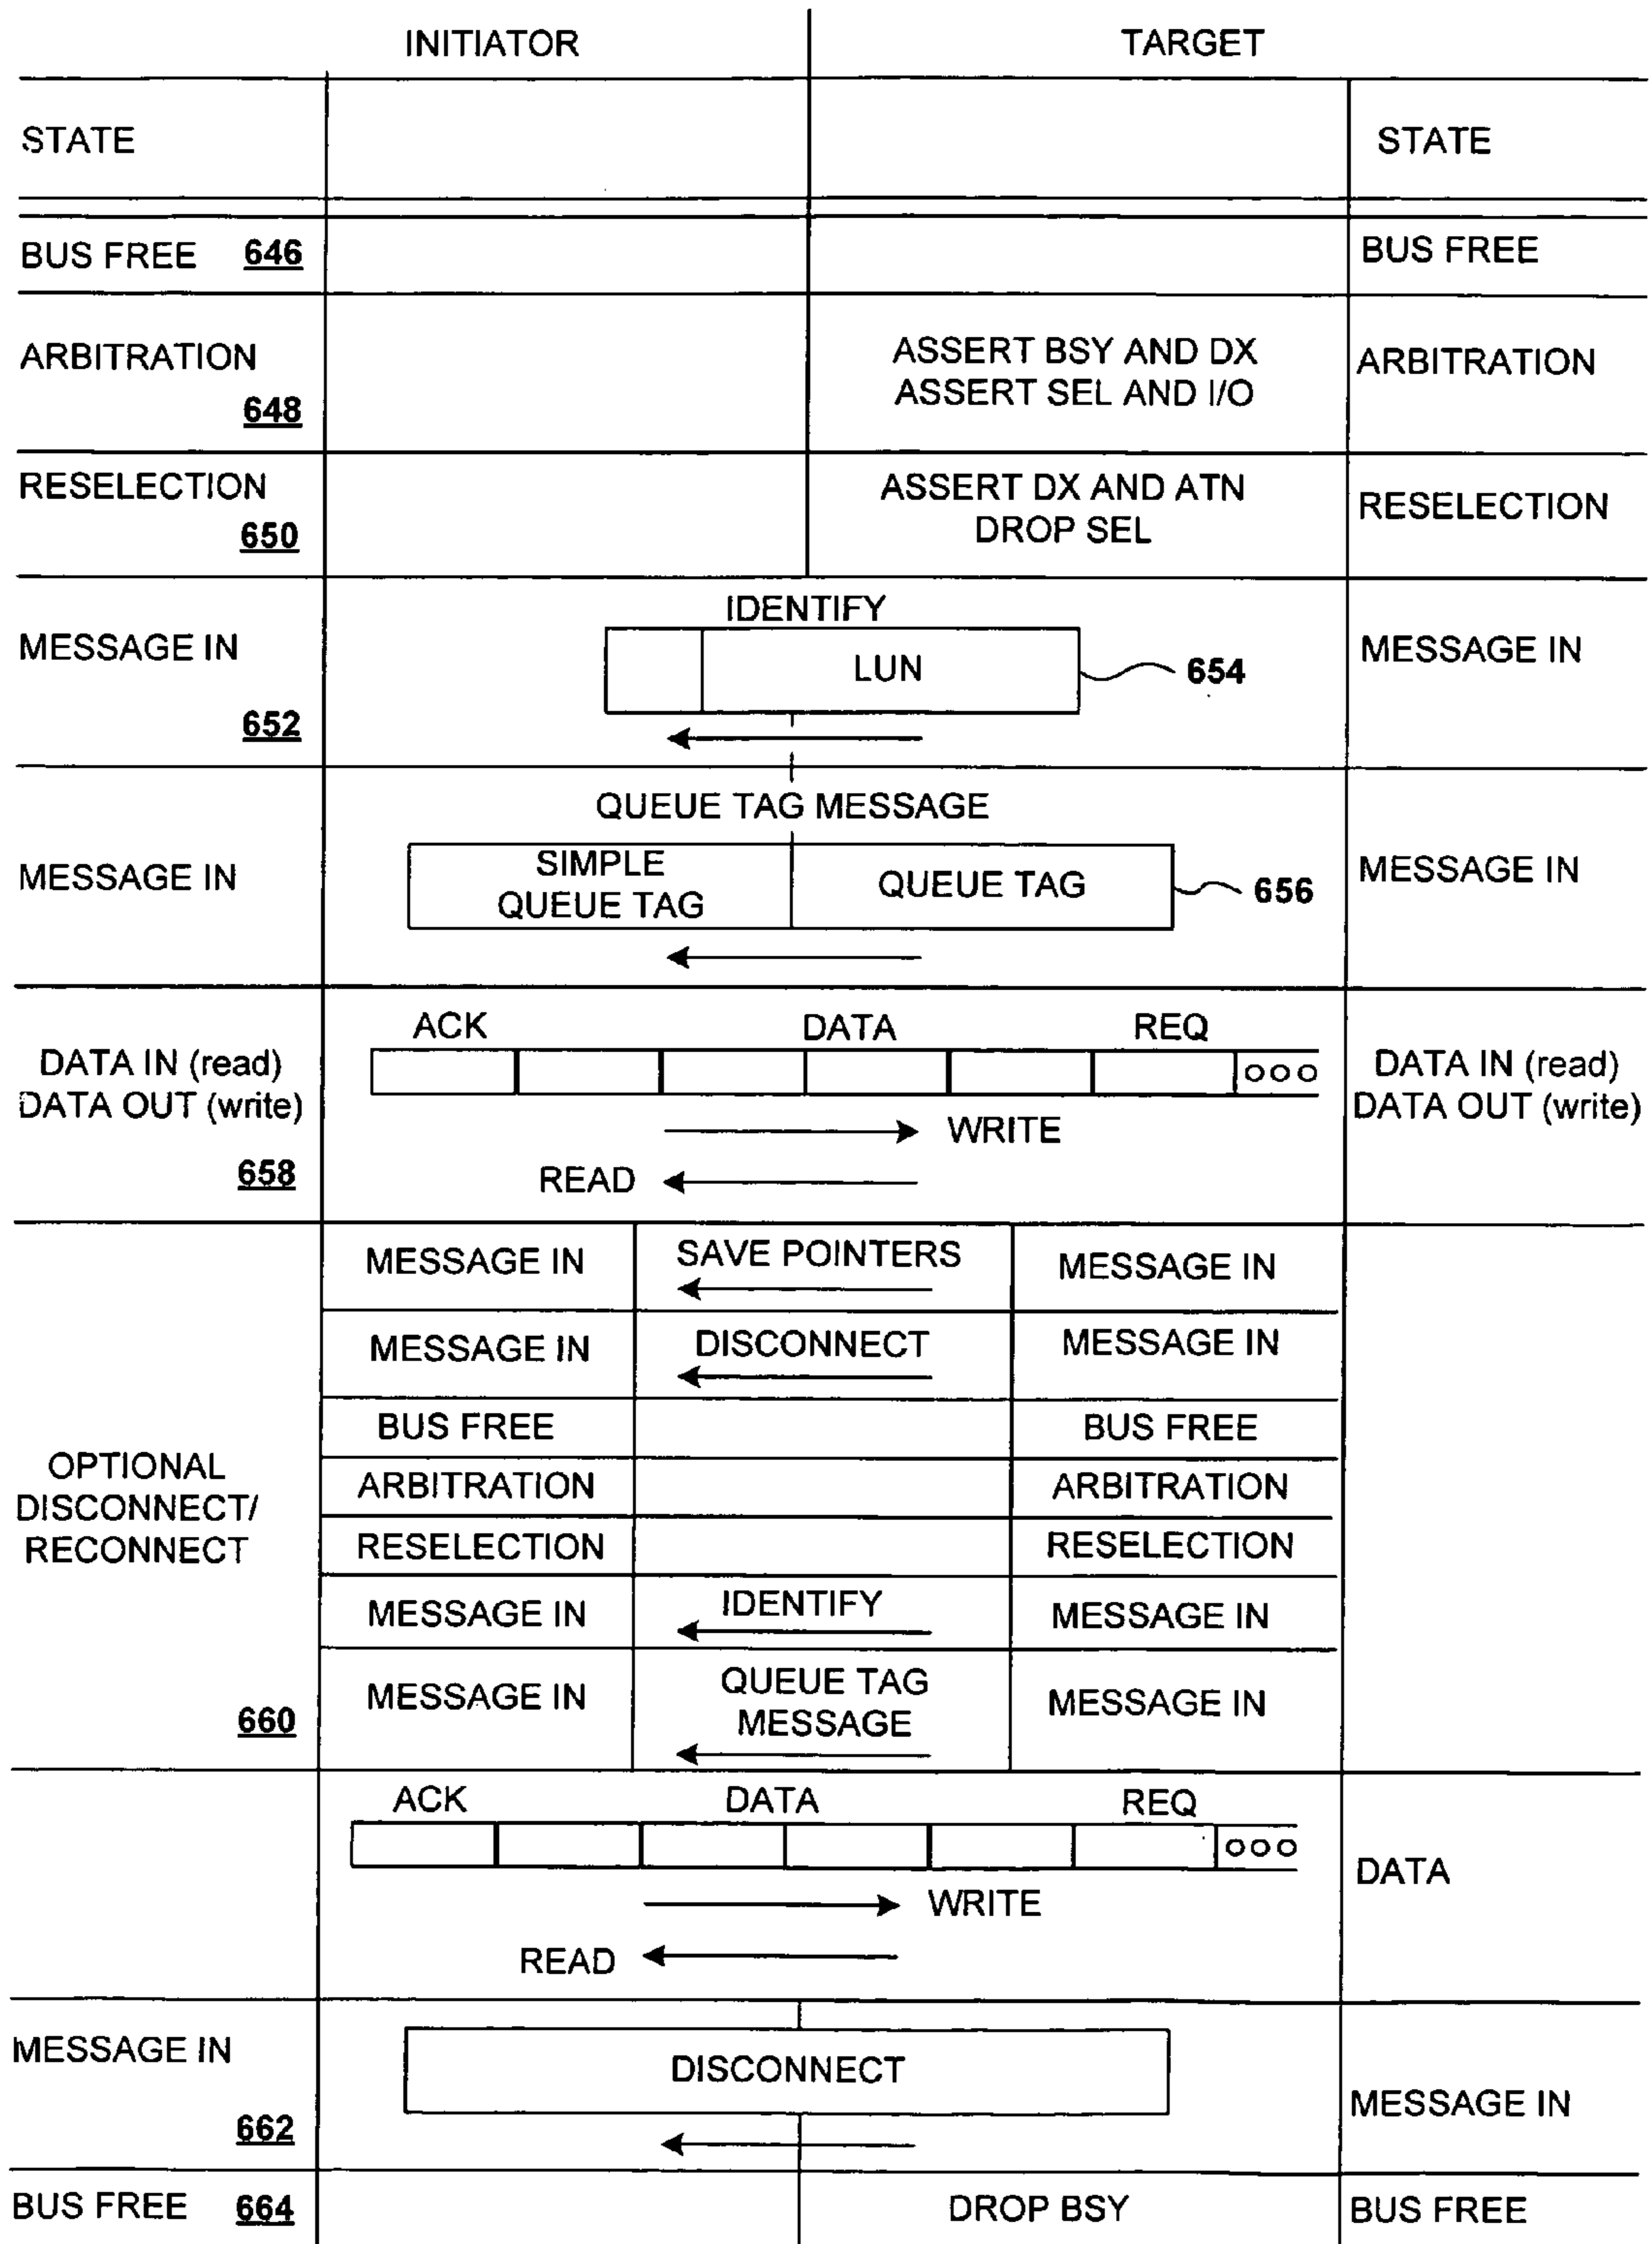 INITIATOR TARGET
STATE STATE
BUS FREE 646 BUS FREE
ARBITRATION
648
ASSERT BSY AND DX
ASSERT SEL AND I/O
ARBITRATION
RESELECTION
650
ASSERT DX AND ATN
DROP SEL
RESELECTION
MESSAGE IN
652
IDENTIFY
LUN
654
MESSAGE IN
MESSAGE IN
QUEUE TAG MESSAGE
SIMPLE
QUEUE TAG
QUEUE TAG
656
MESSAGE IN
DATA IN (read)
DATA OUT (write)
658
ACK DATA REQ
ooo
WRITE
READ
DATA IN (read)
DATA OUT (write)
OPTIONAL
DISCONNECT/
RECONNECT
660
MESSAGE IN SAVE POINTERS MESSAGE IN
MESSAGE IN DISCONNECT MESSAGE IN
BUS FREE BUS FREE
ARBITRATION ARBITRATION
RESELECTION RESELECTION
MESSAGE IN IDENTIFY MESSAGE IN
MESSAGE IN
QUEUE TAG
MESSAGE
MESSAGE IN
ACK DATA REQ
ooo
WRITE
READ
DATA
MESSAGE IN
662
DISCONNECT
MESSAGE IN
BUS FREE 664 DROP BSY BUS FREE